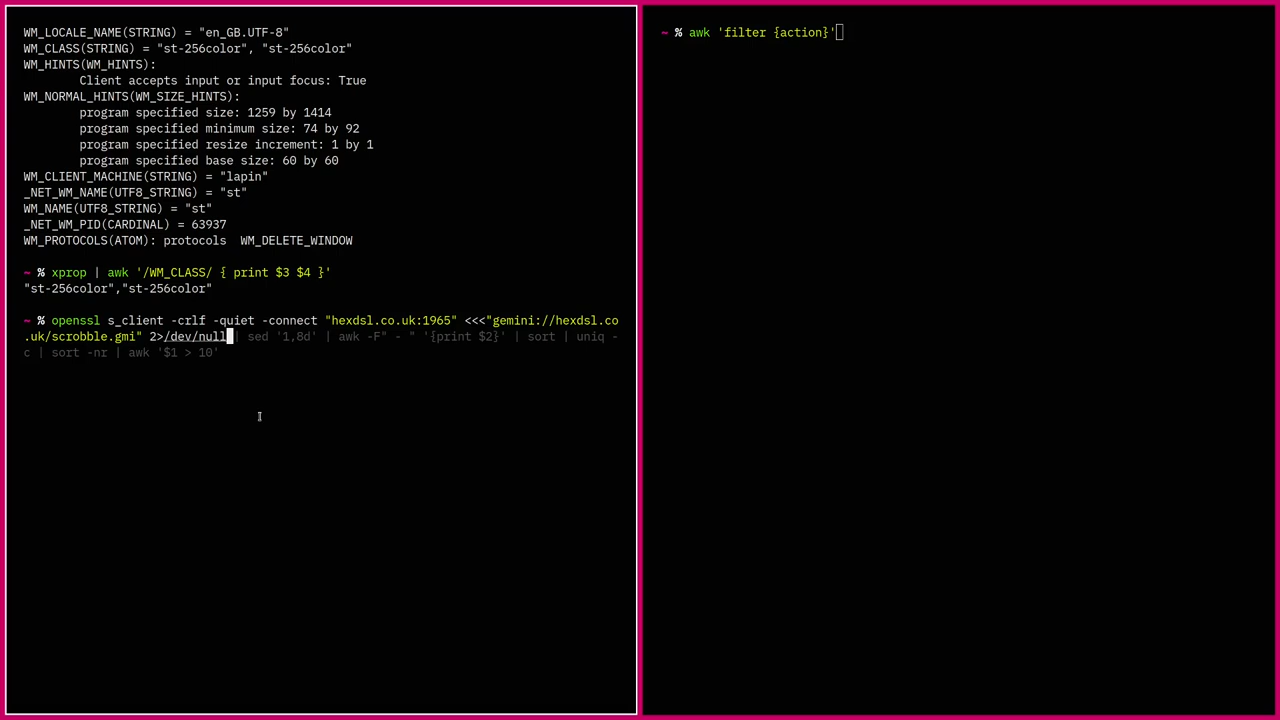 WM_LOCALE_NAME(STRING) = "en_GB.UTF-8"
WM_CLASS(STRING) = "st-256color", "st-256color"
WM_HINTS(WM_HINTS):
        Client accepts input or input focus: True
WM_NORMAL_HINTS(WM_SIZE_HINTS):
        program specified size: 1259 by 1414
        program specified minimum size: 74 by 92
        program specified resize increment: 1 by 1
        program specified base size: 60 by 60
WM_CLIENT_MACHINE(STRING) = "lapin"
_NET_WM_NAME(UTF8_STRING) = "st"
WM_NAME(UTF8_STRING) = "st"
_NET_WM_PID(CARDINAL) = 63937
WM_PROTOCOLS(ATOM): protocols  WM_DELETE_WINDOW
~ % xprop | awk '/WM_CLASS/ { print $3 $4 }'
"st-256color","st-256color"
~ % openssl s_client -crlf -quiet -connect "hexdsl.co.uk:1965" <<<"gemini://hexdsl.co
.uk/scrobble.gmi" 2>/dev/null | sed '1,8d' | awk -F" - " '{print $2}' | sort | uniq -
c | sort -nr | awk '$1 > 10'
~ % awk 'filter {action}'